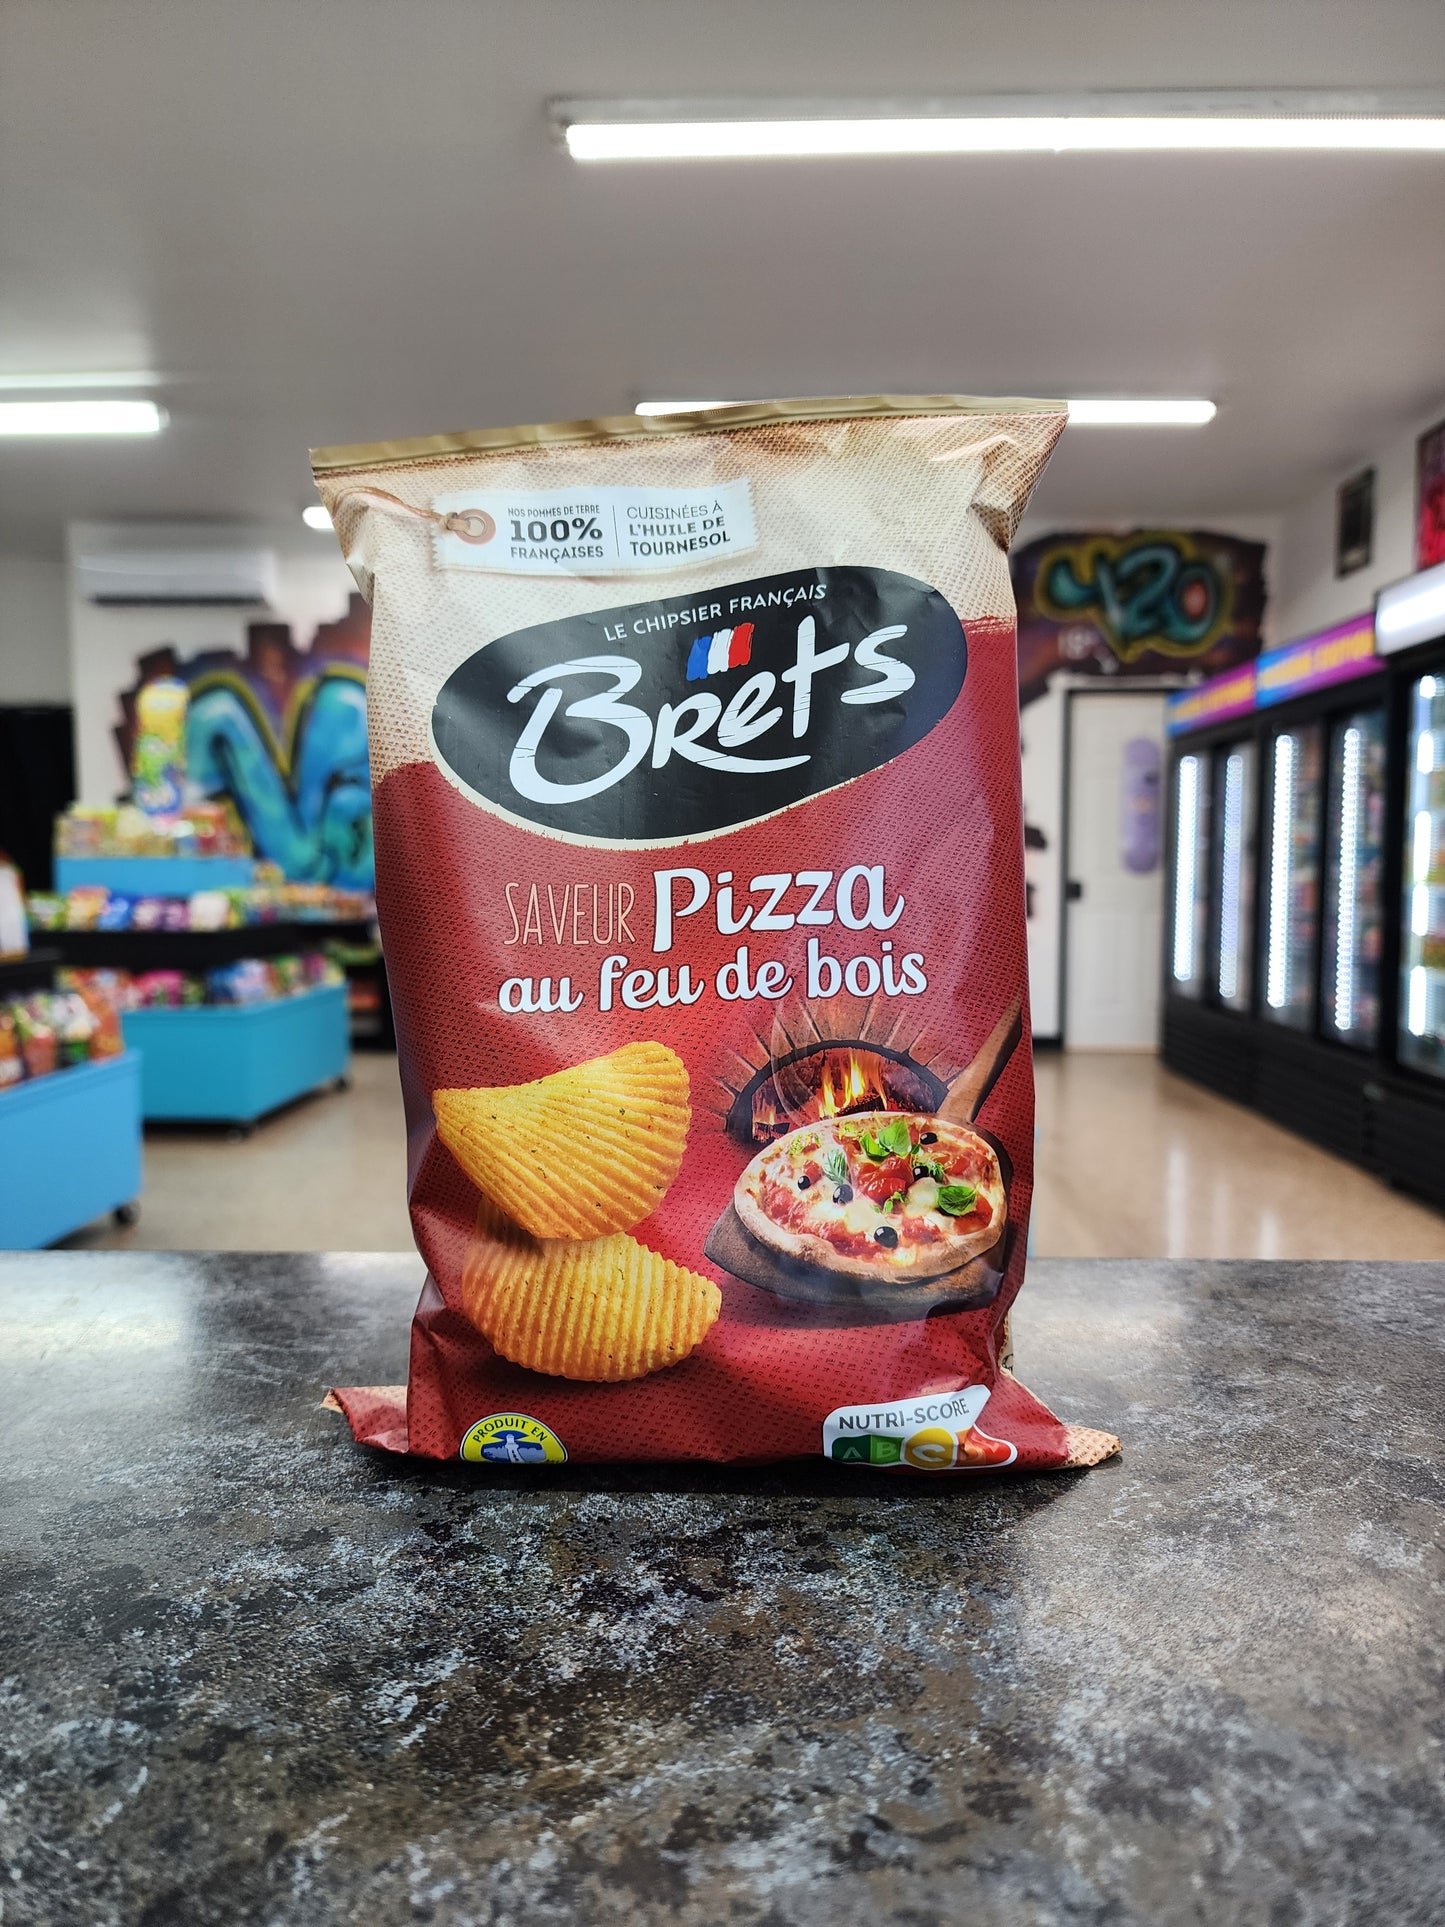 NOS POMMES DE TERRE
100%
FRANÇAISES
CUISINÉES À
L'HUILE DE
TOURNESOL
LE CHIPSIER FRANÇAIS
Brets
SAVEUR Pizza
au feu de bois
PRODUIT EN
NUTRI-SCORE
A B C D
420